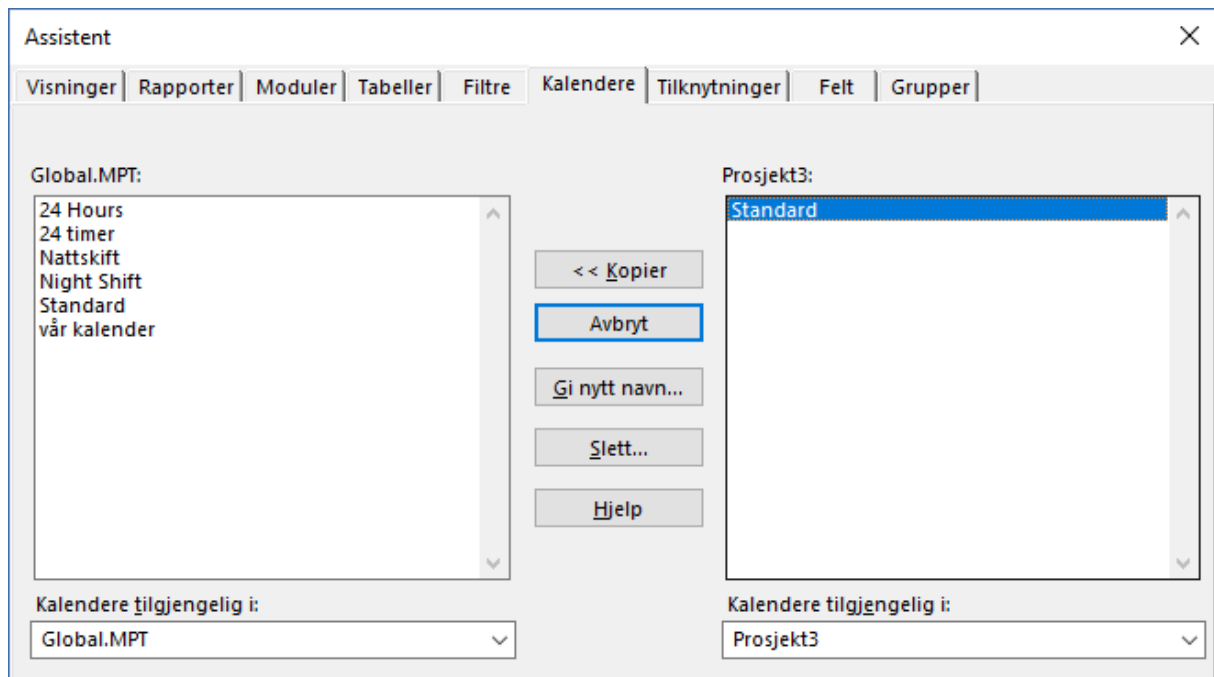 Assistent
Visninger Rapporter Moduler Tabeller Filtre Kalendere Tilknytninger Felt Grupper
Global.MPT:
24 Hours
24 timer
Nattskift
Night Shift
Standard
vår kalender
<< Kopier
Avbryt
Gi nytt navn...
Slett...
Hjelp
Prosjekt3:
Standard
Kalendere tilgjengelig i:
Global.MPT
Kalendere tilgjengelig i:
Prosjekt3